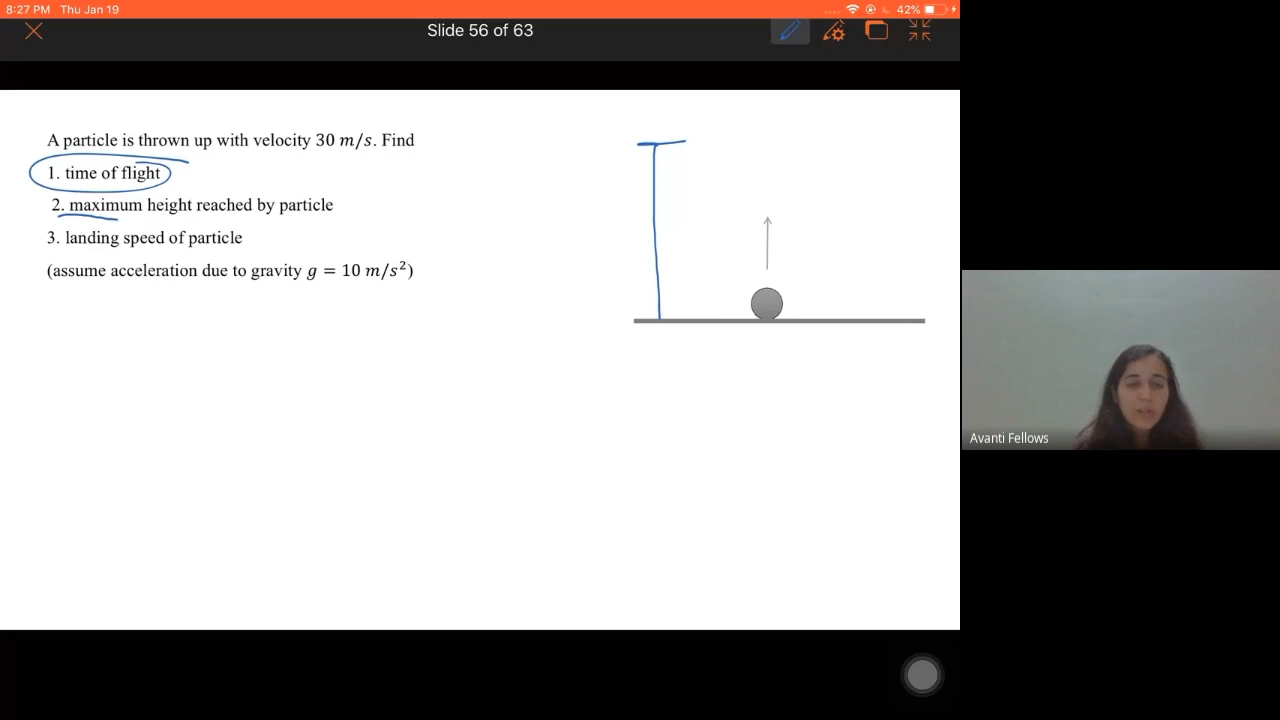 8:27 PM Thu Jan 19
42%
Slide 56 of 63
A particle is thrown up with velocity 30 m/s. Find
1. time of flight
2. maximum height reached by particle
3. landing speed of particle
(assume acceleration due to gravity g = 10 m/s²)
Avanti Fellows